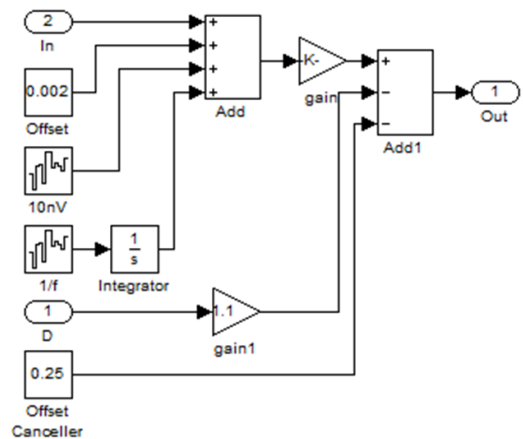 2
In
+
+
+
+
Add
0.002
Offset
10nV
1/f
1
s
Integrator
K-
gain
+
−
−
Add1
1
Out
1
D
1.1
gain1
0.25
Offset
Canceller